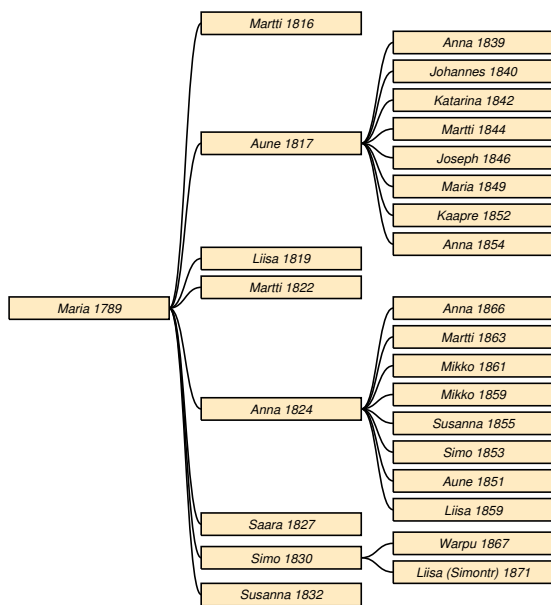 Maria 1789
Martti 1816
Aune 1817
Anna 1839
Johannes 1840
Katarina 1842
Martti 1844
Joseph 1846
Maria 1849
Kaapre 1852
Anna 1854
Liisa 1819
Martti 1822
Anna 1824
Anna 1866
Martti 1863
Mikko 1861
Mikko 1859
Susanna 1855
Simo 1853
Aune 1851
Liisa 1859
Saara 1827
Simo 1830
Warpu 1867
Liisa (Simontr) 1871
Susanna 1832